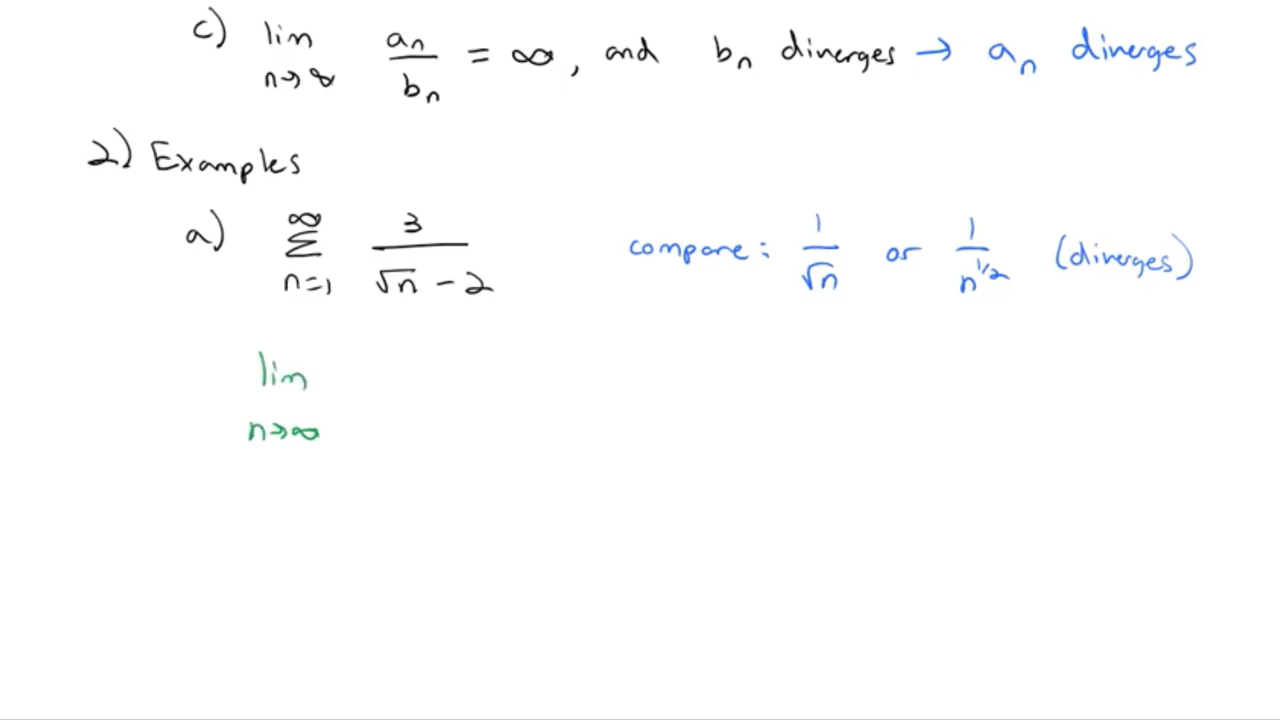 c) lim n→∞ aₙ/bₙ = ∞, and bₙ diverges → aₙ diverges
2) Examples
a) ∞ Σ n=1 3/(√n − 2) compare: 1/√n or 1/n^(1/2) (diverges)
lim
n→∞